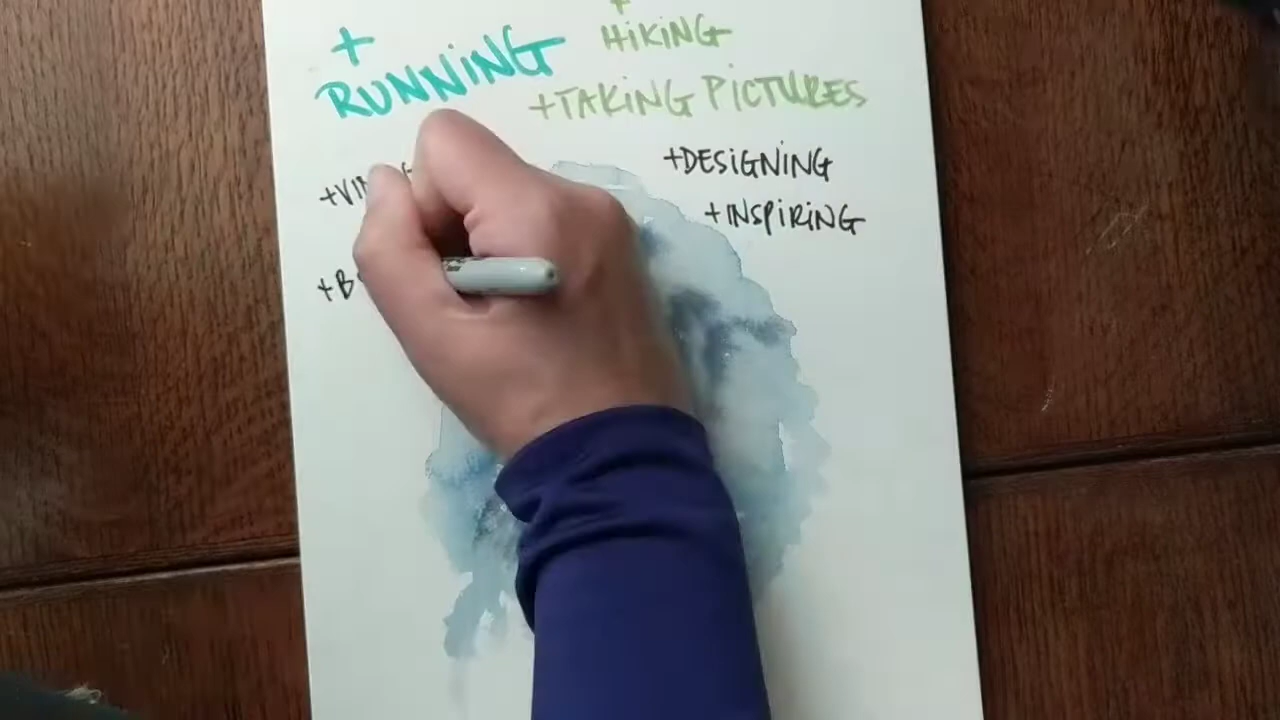 +
RUNNING
+
HiKiNG
+TAKiNG PiCTURES
+DESiGNiNG
+INSPiRiNG